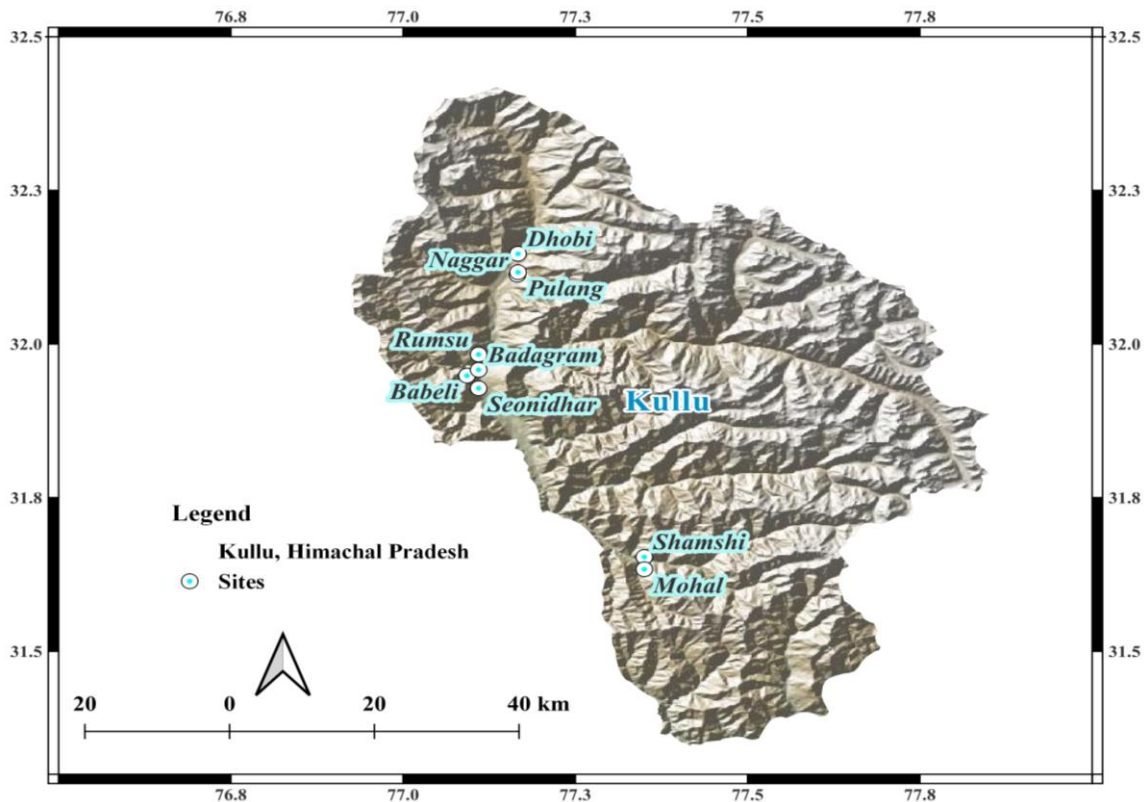 76.8 77.0 77.3 77.5 77.8
32.5 32.5
32.3 32.3
Dhobi
Naggar
Pulang
32.0 32.0
Rumsu
Badagram
Babeli
Seonidhar
Kullu
31.8 31.8
Legend
Shamshi
Kullu, Himachal Pradesh
Sites
Mohal
31.5 31.5
20 0 20 40 km
76.8 77.0 77.3 77.5 77.8